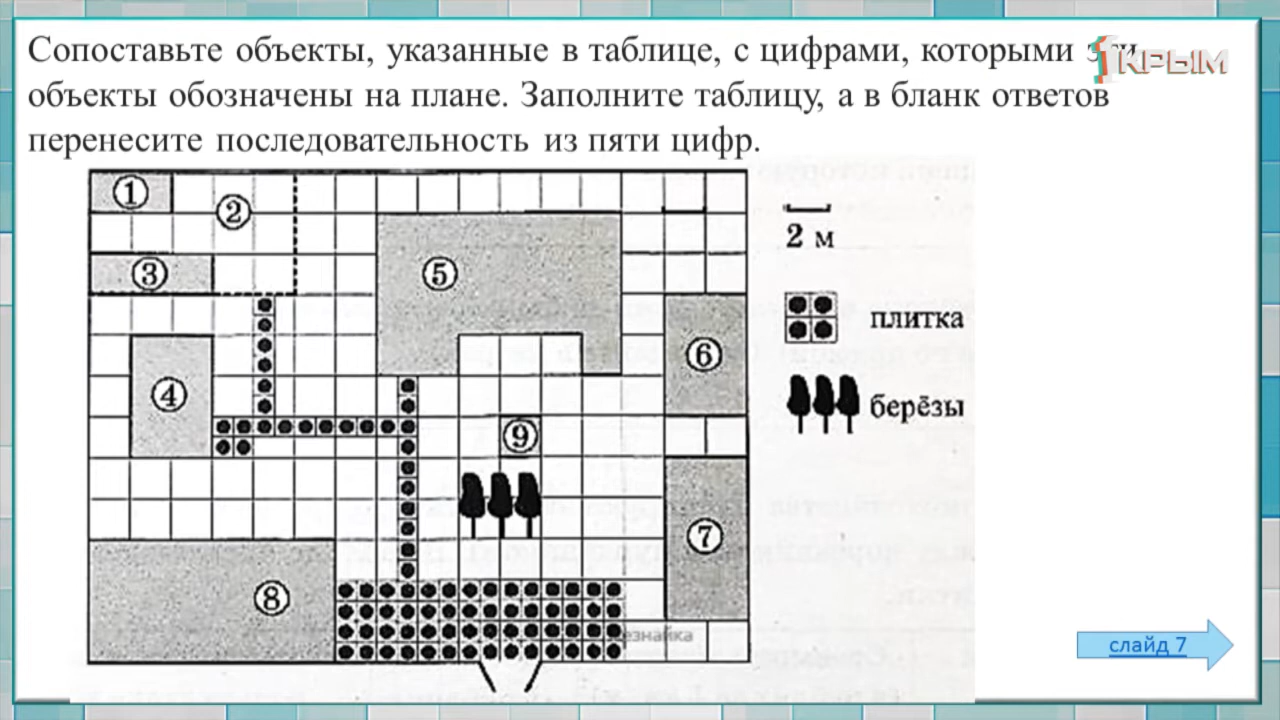 Сопоставьте объекты, указанные в таблице, с цифрами, которыми эти
объекты обозначены на плане. Заполните таблицу, а в бланк ответов
перенесите последовательность из пяти цифр.
1КРЫМ
1
2
3
5
2 м
плитка
6
4
берёзы
9
7
8
слайд 7